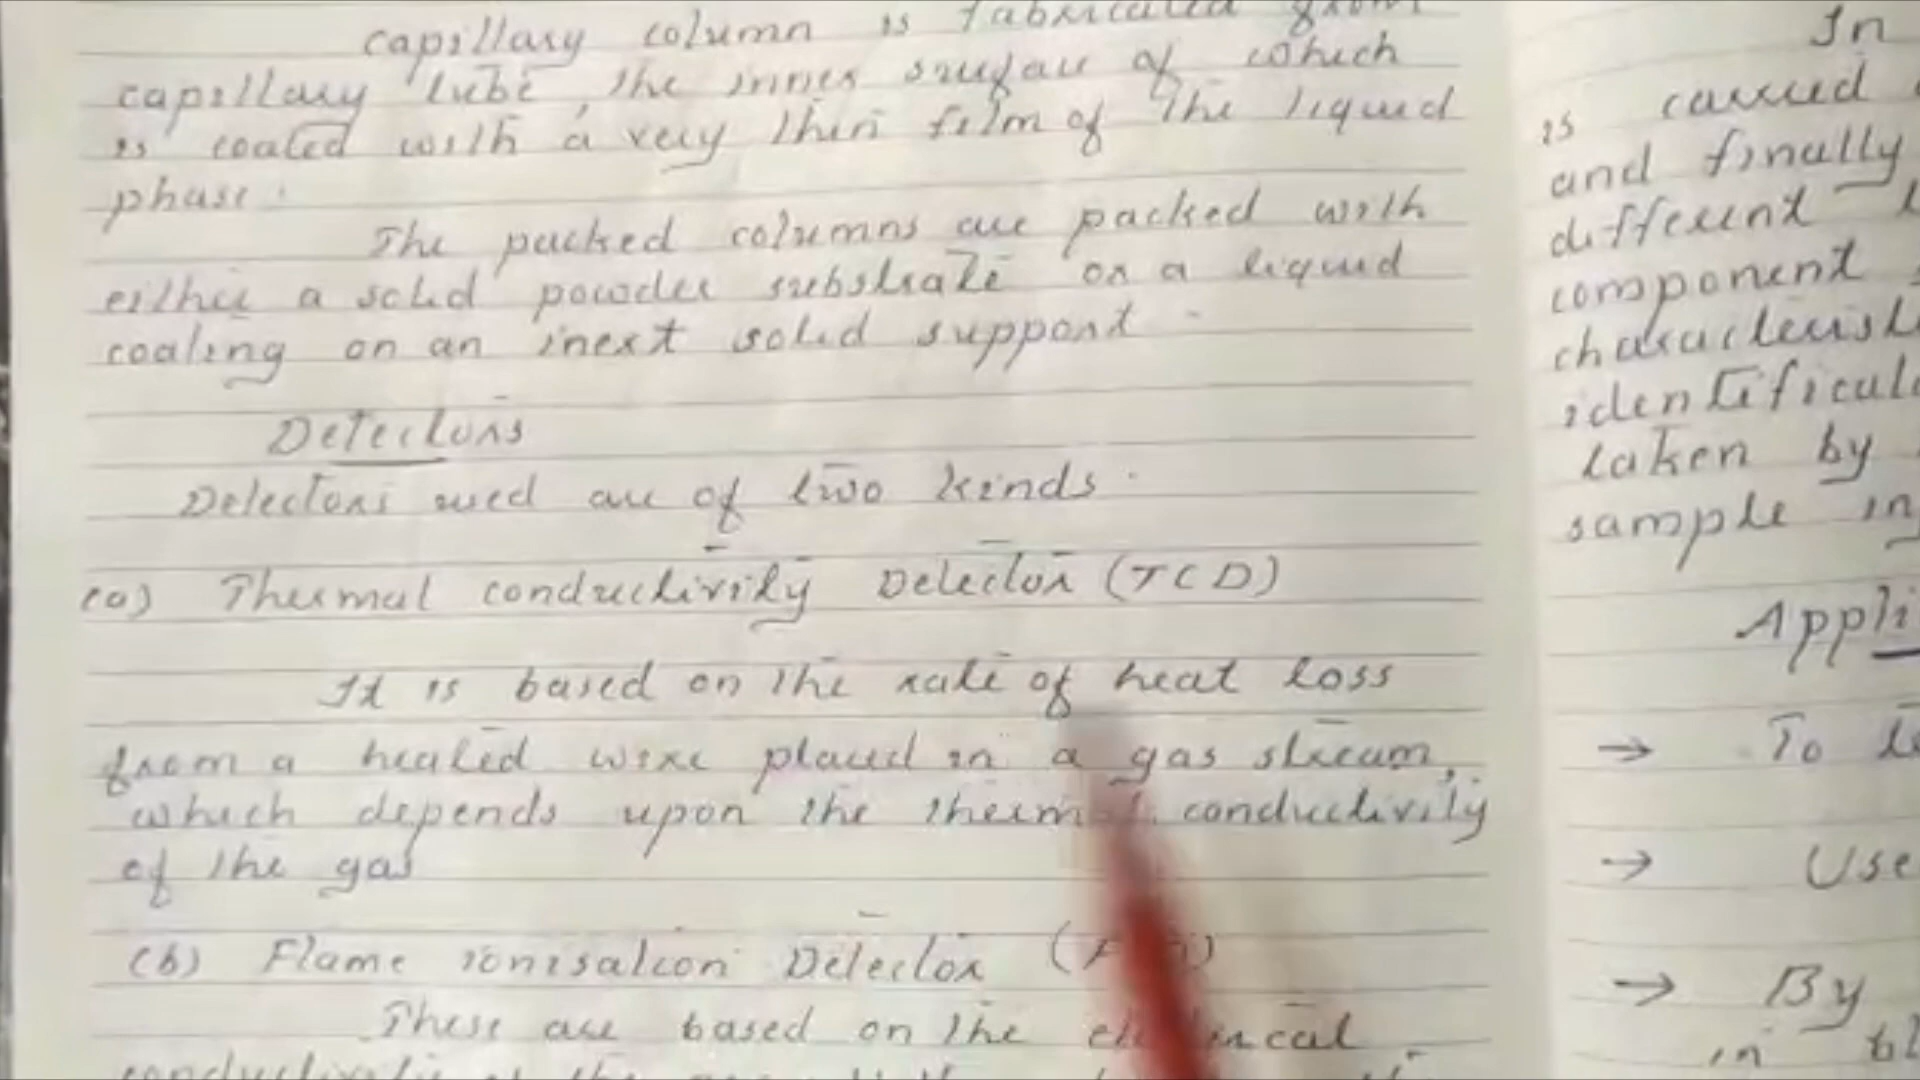 capillary column is fabricated from
capillary tube, the inner surface of which
is coated with a very thin film of the liquid
phase.
The packed columns are packed with
either a solid powder substrate or a liquid
coating on an inert solid support.
Detectors
Detectors used are of two kinds.
(a) Thermal conductivity Detector (TCD)
It is based on the rate of heat loss
from a heated wire placed in a gas stream,
which depends upon the thermal conductivity
of the gas
(b) Flame ionisation Detector
These are based on the electrical
In
is carried
and finally
different
component
taken by
sample in
→ To
→ Use
→ By
in